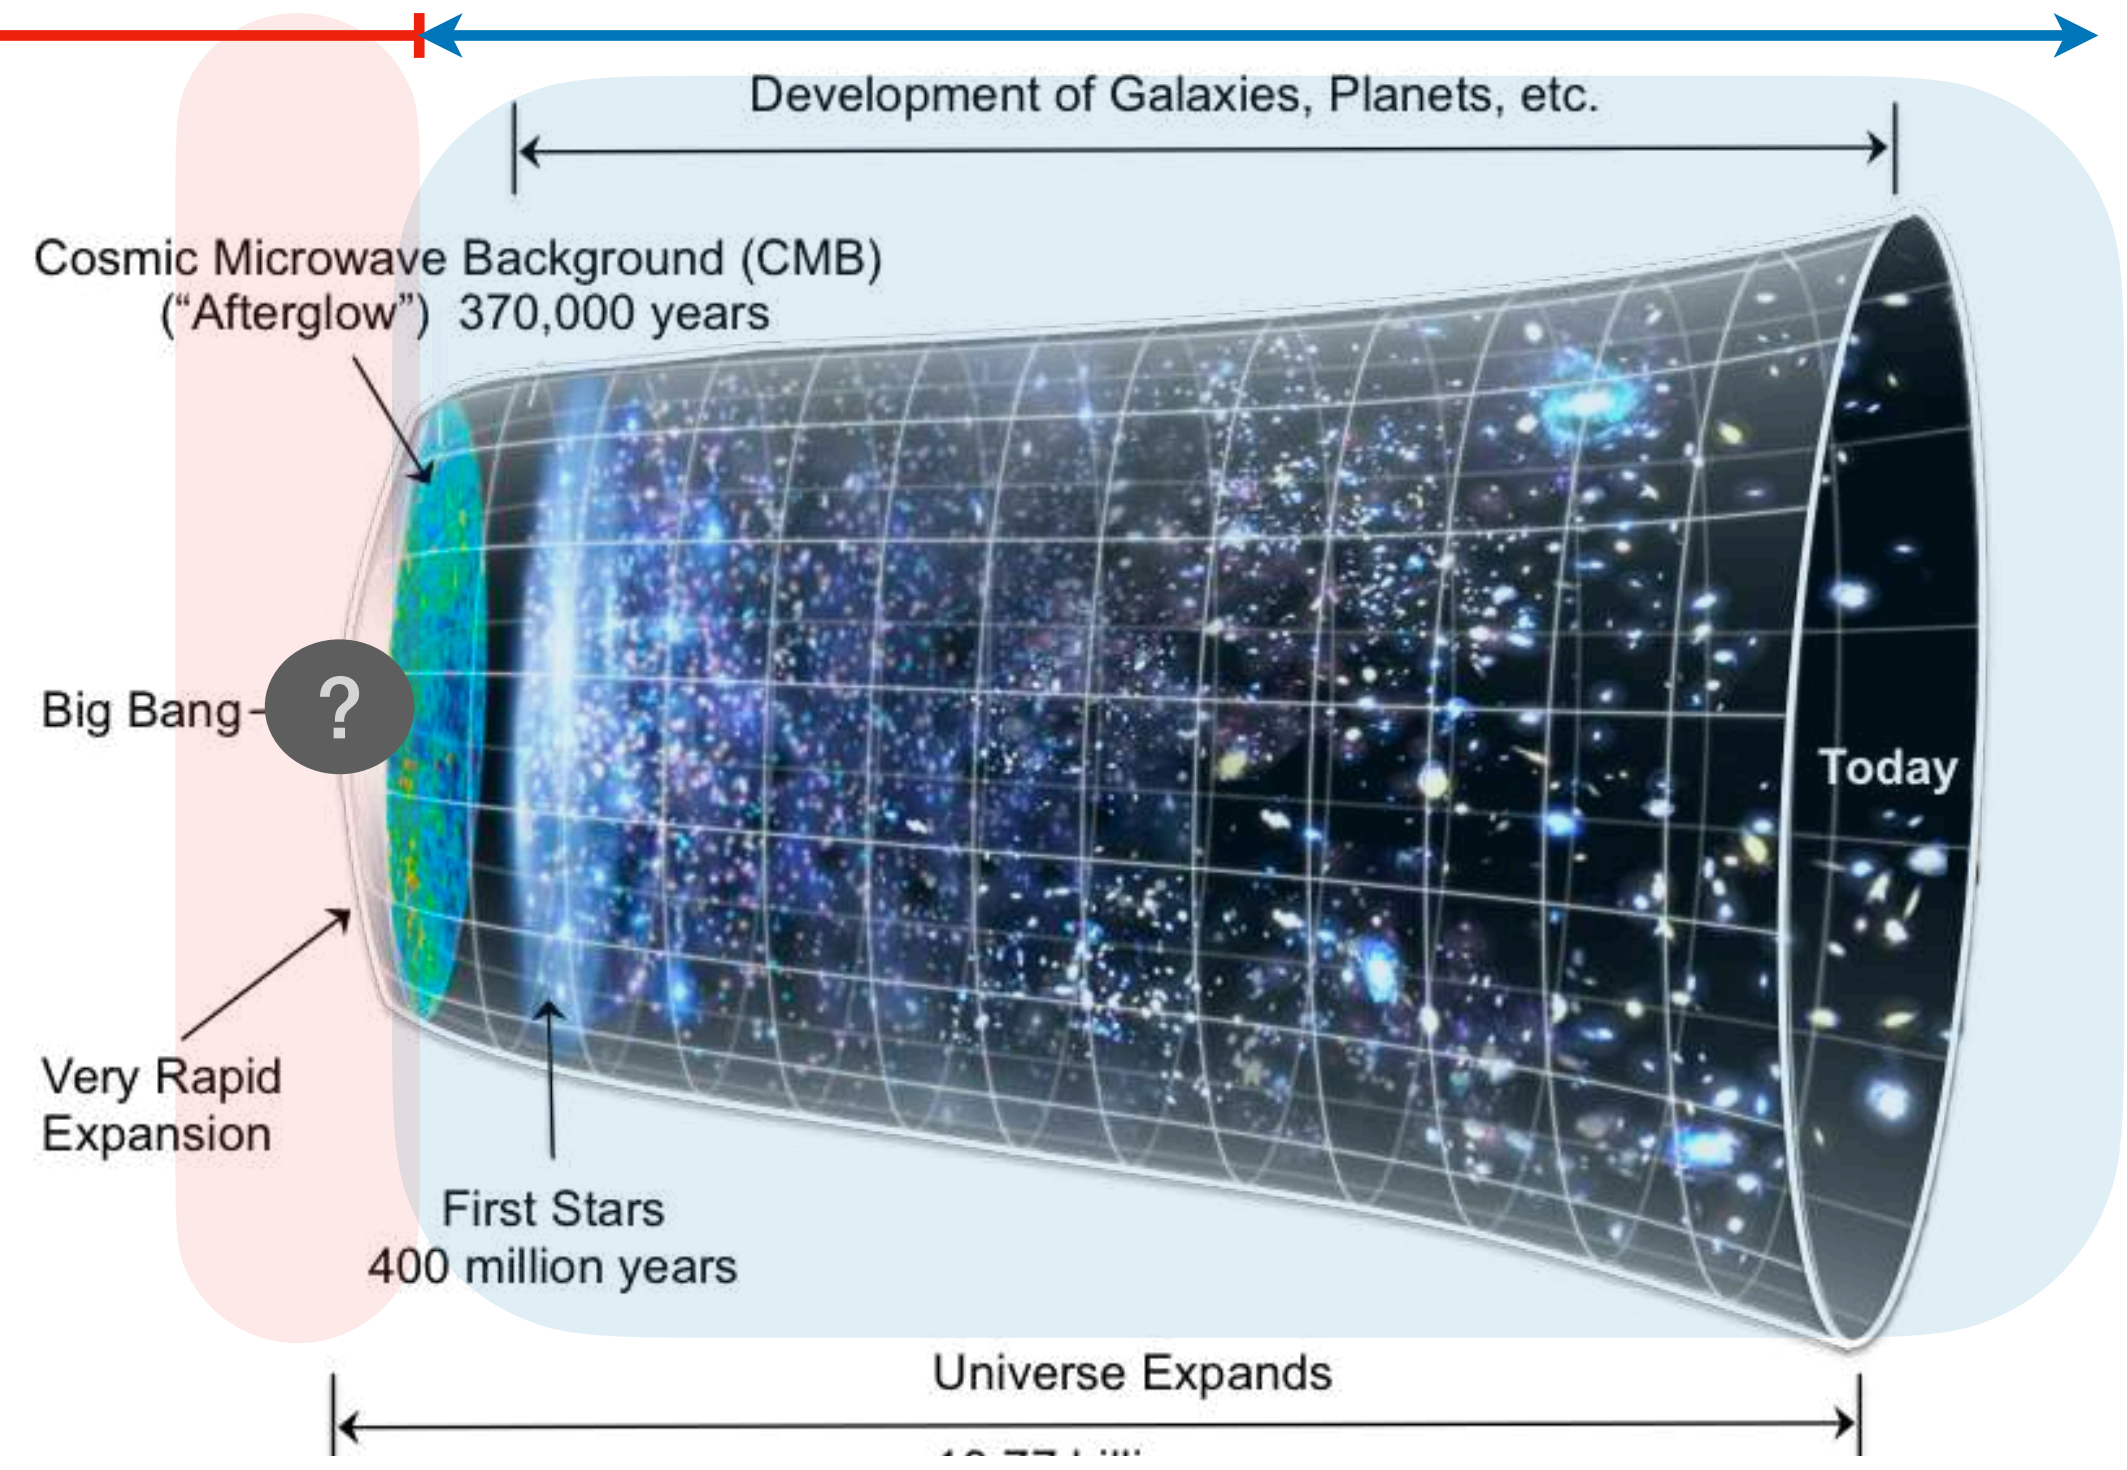 Development of Galaxies, Planets, etc.
Cosmic Microwave Background (CMB)
(“Afterglow”) 370,000 years
Big Bang
?
Today
Very Rapid
Expansion
First Stars
400 million years
Universe Expands